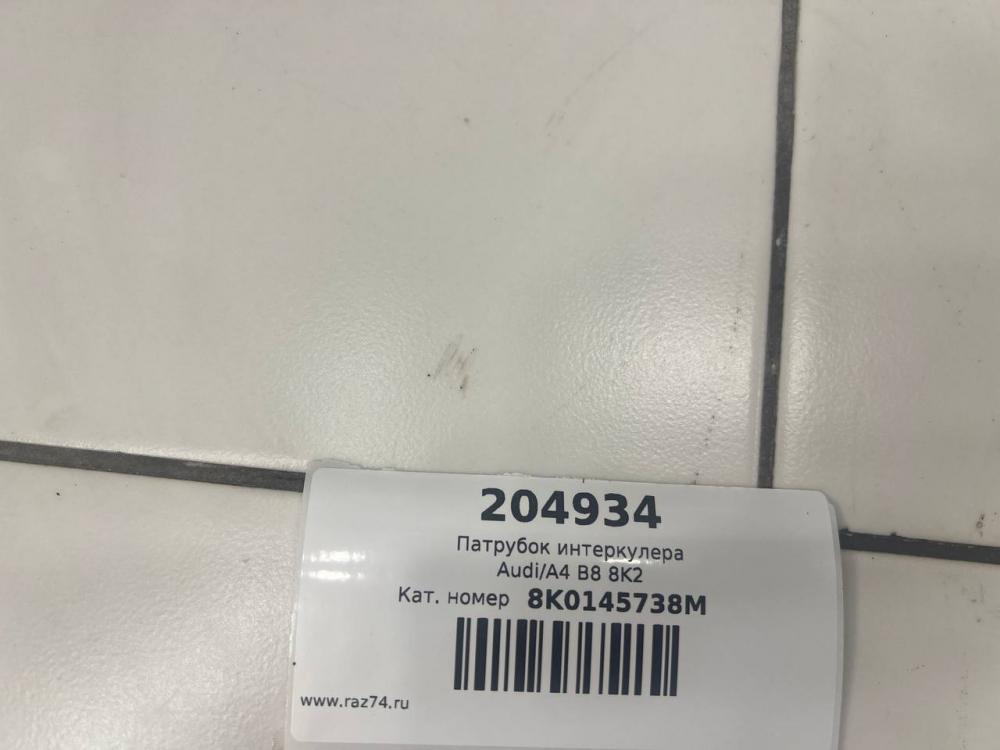 204934
Патрубок интеркулера
Audi/A4 B8 8K2
Кат. номер 8K0145738M
www.raz74.ru